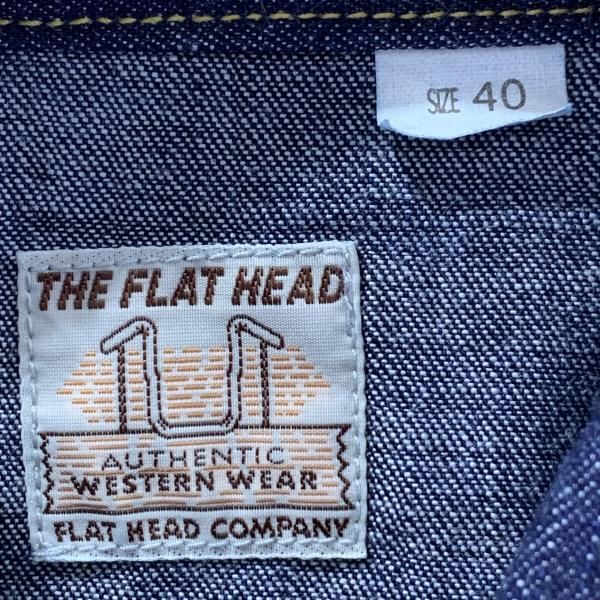 SIZE 40
THE FLAT HEAD
AUTHENTIC
WESTERN WEAR
FLAT HEAD COMPANY